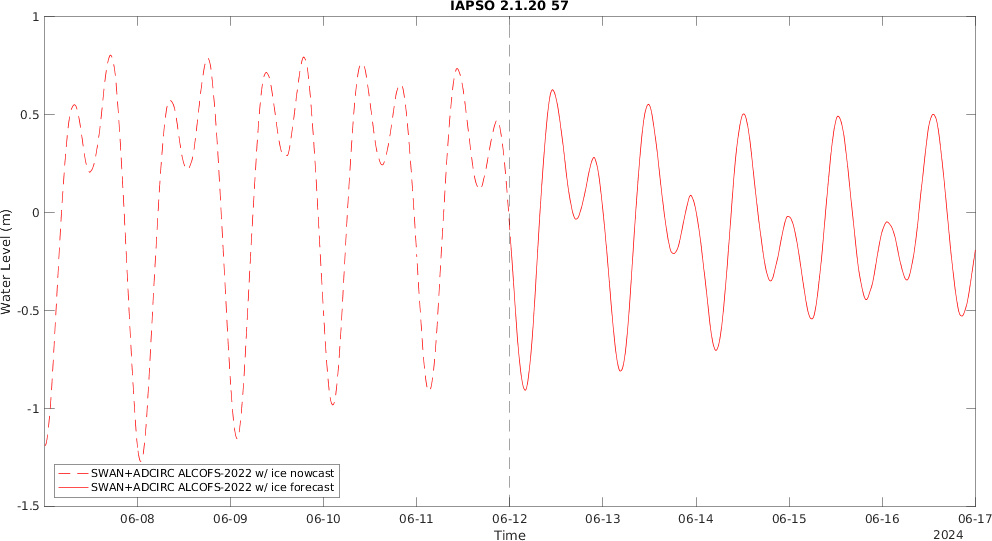 IAPSO 2.1.20 57
1
0.5
0
-0.5
-1
-1.5
Water Level (m)
SWAN+ADCIRC ALCOFS-2022 w/ ice nowcast
SWAN+ADCIRC ALCOFS-2022 w/ ice forecast
06-08 06-09 06-10 06-11 06-12 06-13 06-14 06-15 06-16 06-17
Time
2024